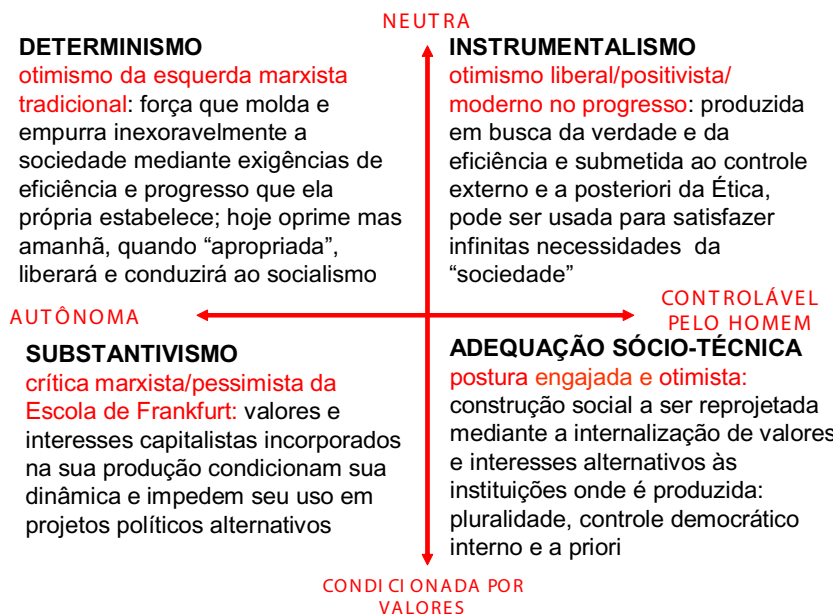 NEUTRA
DETERMINISMO
otimismo da esquerda marxista
tradicional: força que molda e
empurra inexoravelmente a
sociedade mediante exigências de
eficiência e progresso que ela
própria estabelece; hoje oprime mas
amanhã, quando “apropriada”,
liberará e conduzirá ao socialismo
INSTRUMENTALISMO
otimismo liberal/positivista/
moderno no progresso: produzida
em busca da verdade e da
eficiência e submetida ao controle
externo e a posteriori da Ética,
pode ser usada para satisfazer
infinitas necessidades da
“sociedade”
AUTÔNOMA
CONTROLÁVEL
PELO HOMEM
SUBSTANTIVISMO
crítica marxista/pessimista da
Escola de Frankfurt: valores e
interesses capitalistas incorporados
na sua produção condicionam sua
dinâmica e impedem seu uso em
projetos políticos alternativos
ADEQUAÇÃO SÓCIO-TÉCNICA
postura engajada e otimista:
construção social a ser reprojetada
mediante a internalização de valores
e interesses alternativos às
instituições onde é produzida:
pluralidade, controle democrático
interno e a priori
CONDICIONADA POR
VALORES